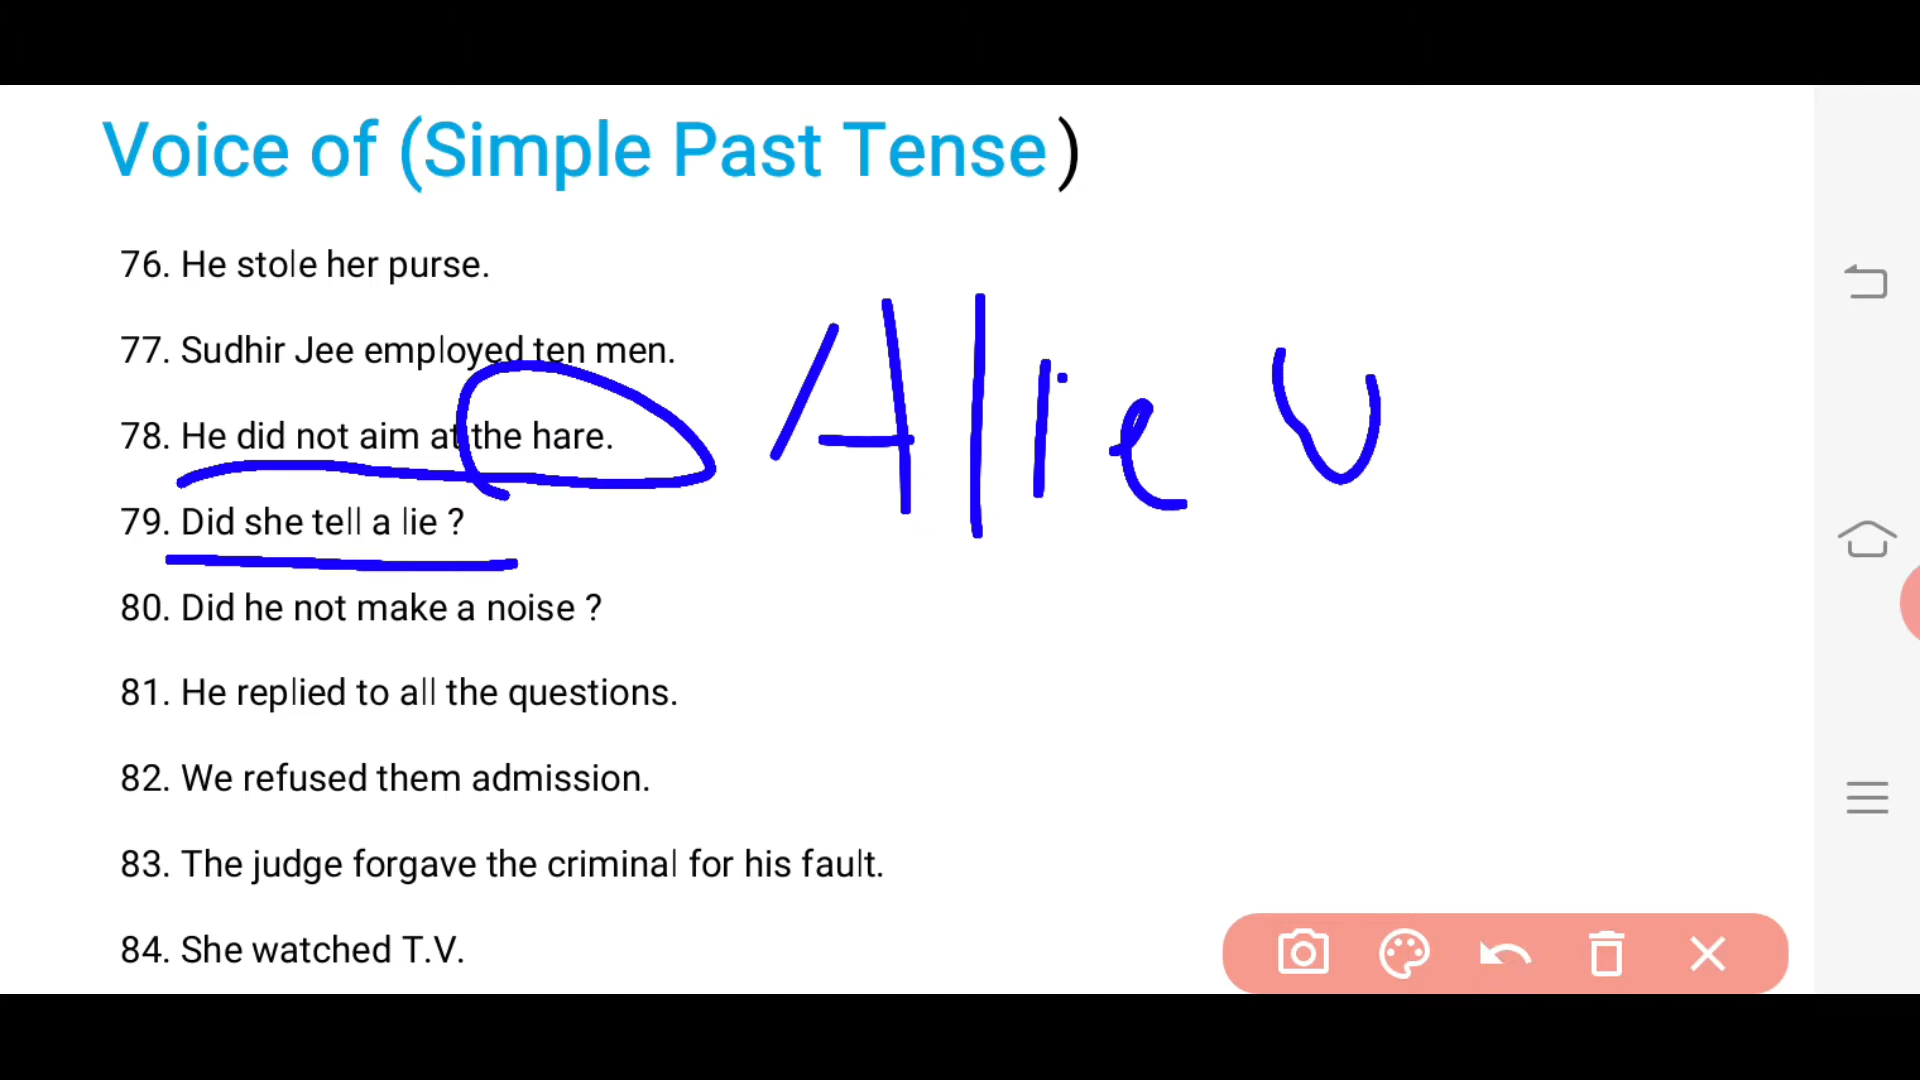 Voice of (Simple Past Tense)
76. He stole her purse.
77. Sudhir Jee employed ten men.
78. He did not aim at the hare.
A lie
79. Did she tell a lie ?
80. Did he not make a noise ?
81. He replied to all the questions.
82. We refused them admission.
83. The judge forgave the criminal for his fault.
84. She watched T.V.